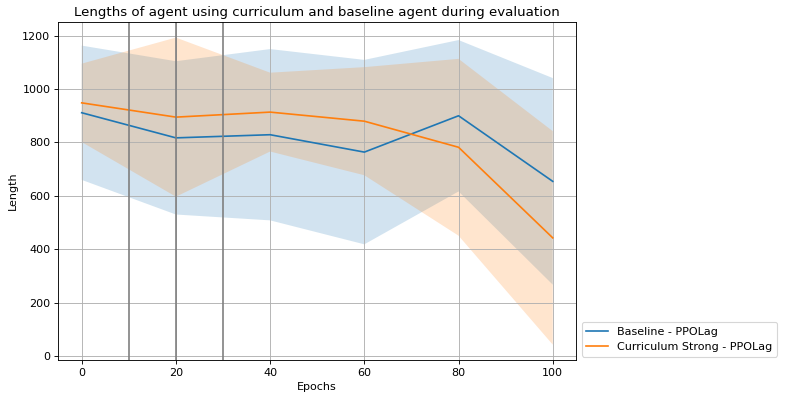 Lengths of agent using curriculum and baseline agent during evaluation
1200
1000
800
600
400
200
0
Length
0 20 40 60 80 100
Epochs
Baseline - PPOLag
Curriculum Strong - PPOLag